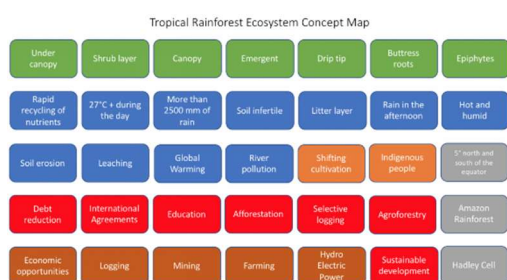 Tropical Rainforest Ecosystem Concept Map
Under
canopy
Shrub layer
Canopy
Emergent
Drip tip
Buttress
roots
Epiphytes
Rapid
recycling of
nutrients
27°C + during
the day
More than
2500 mm of
rain
Soil infertile
Litter layer
Rain in the
afternoon
Hot and
humid
Soil erosion
Leaching
Global
Warming
River
pollution
Shifting
cultivation
Indigenous
people
5° north and
south of the
equator
Debt
reduction
International
Agreements
Education
Afforestation
Selective
logging
Agroforestry
Amazon
Rainforest
Economic
opportunities
Logging
Mining
Farming
Hydro
Electric
Power
Sustainable
development
Hadley Cell